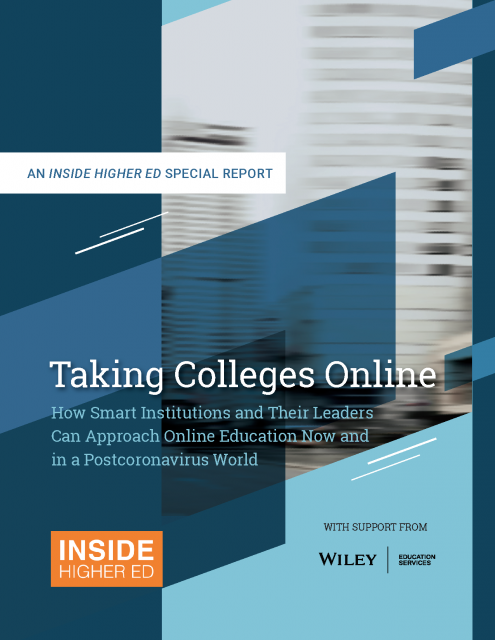 AN INSIDE HIGHER ED SPECIAL REPORT
Taking Colleges Online
How Smart Institutions and Their Leaders
Can Approach Online Education Now and
in a Postcoronavirus World
WITH SUPPORT FROM
INSIDE
HIGHER ED
WILEY
EDUCATION
SERVICES